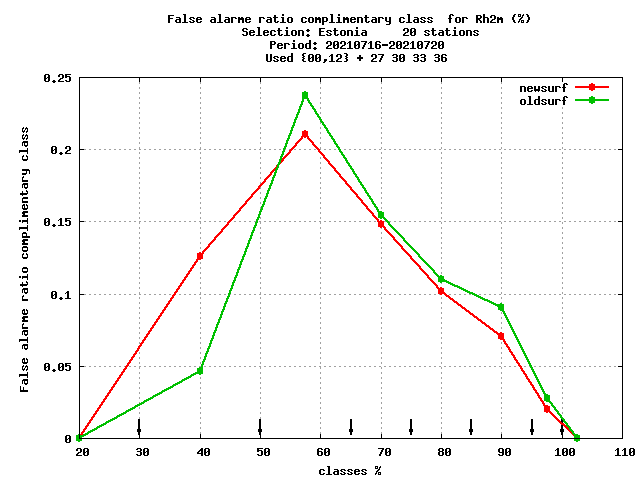 False alarme ratio complimentary class  for Rh2m (%)
Selection: Estonia     20 stations
Period: 20210716-20210720
Used {00,12} + 27 30 33 36
newsurf
oldsurf
0.25
0.2
0.15
0.1
0.05
0
False alarme ratio complimentary class
20 30 40 50 60 70 80 90 100 110
classes %